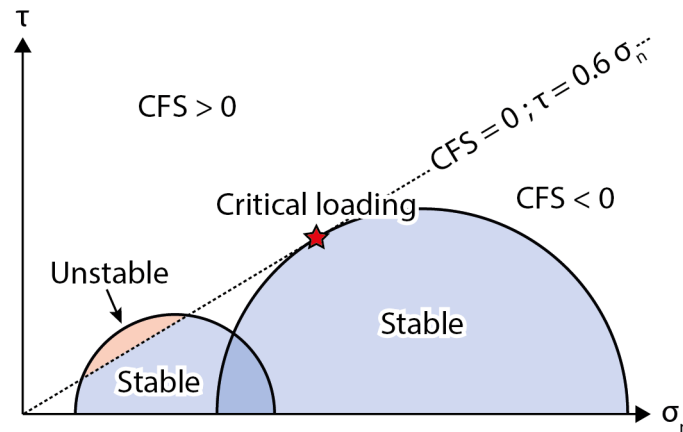 τ
CFS > 0
CFS = 0 ; τ = 0.6 σn
Critical loading
CFS < 0
Unstable
Stable
Stable
σn